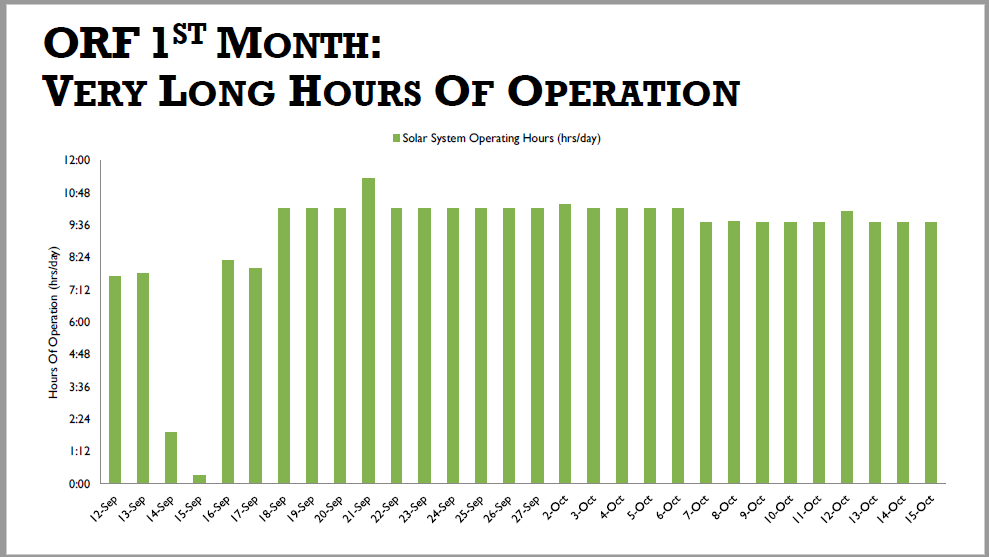 ORF 1ST MONTH:
VERY LONG HOURS OF OPERATION
Solar System Operating Hours (hrs/day)
Hours Of Operation (hrs/day)
12:00
10:48
9:36
8:24
7:12
6:00
4:48
3:36
2:24
1:12
0:00
12-Sep
13-Sep
14-Sep
15-Sep
16-Sep
17-Sep
18-Sep
19-Sep
20-Sep
21-Sep
22-Sep
23-Sep
24-Sep
25-Sep
26-Sep
27-Sep
2-Oct
3-Oct
4-Oct
5-Oct
6-Oct
7-Oct
8-Oct
9-Oct
10-Oct
11-Oct
12-Oct
13-Oct
14-Oct
15-Oct